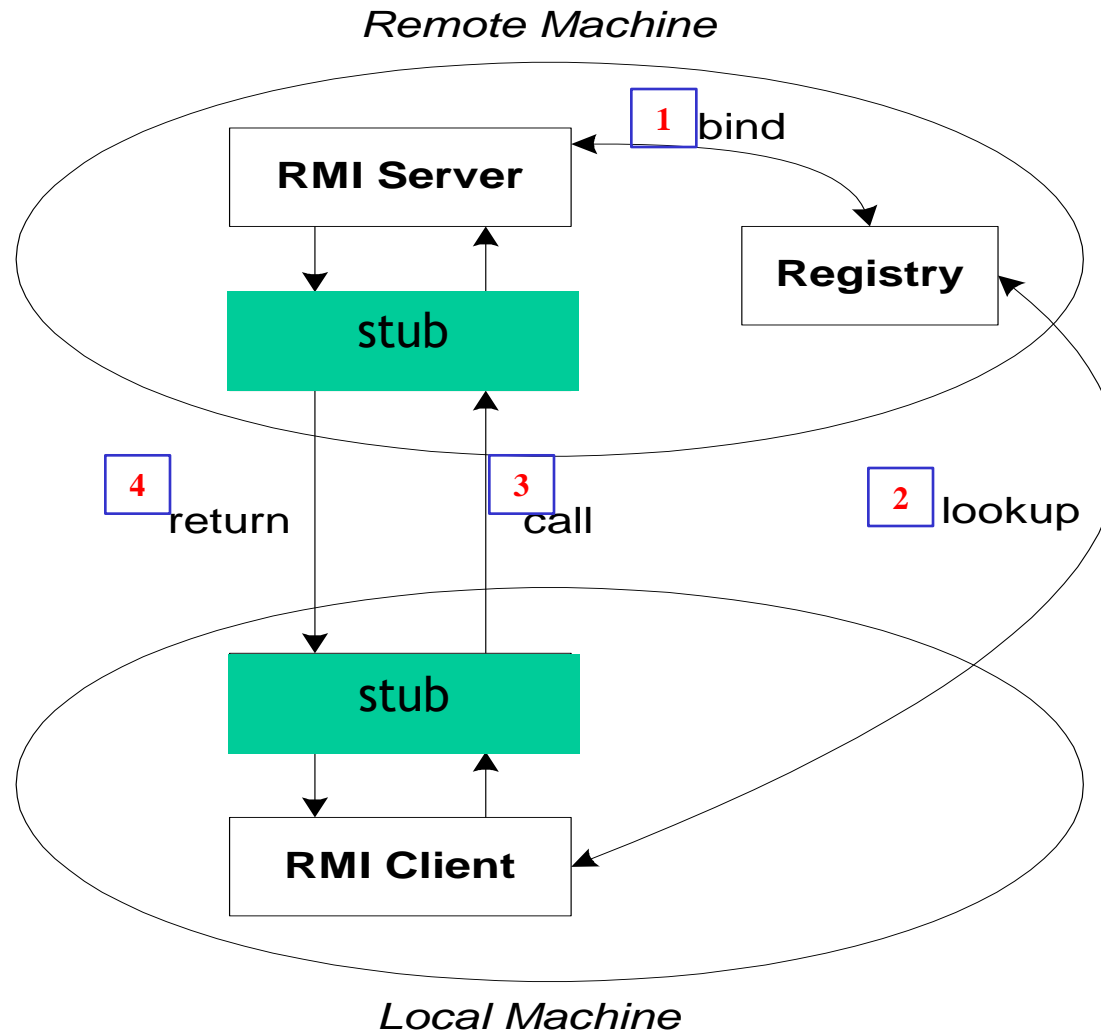 Remote Machine
1 bind
RMI Server
Registry
stub
4 return
3 call
2 lookup
stub
RMI Client
Local Machine